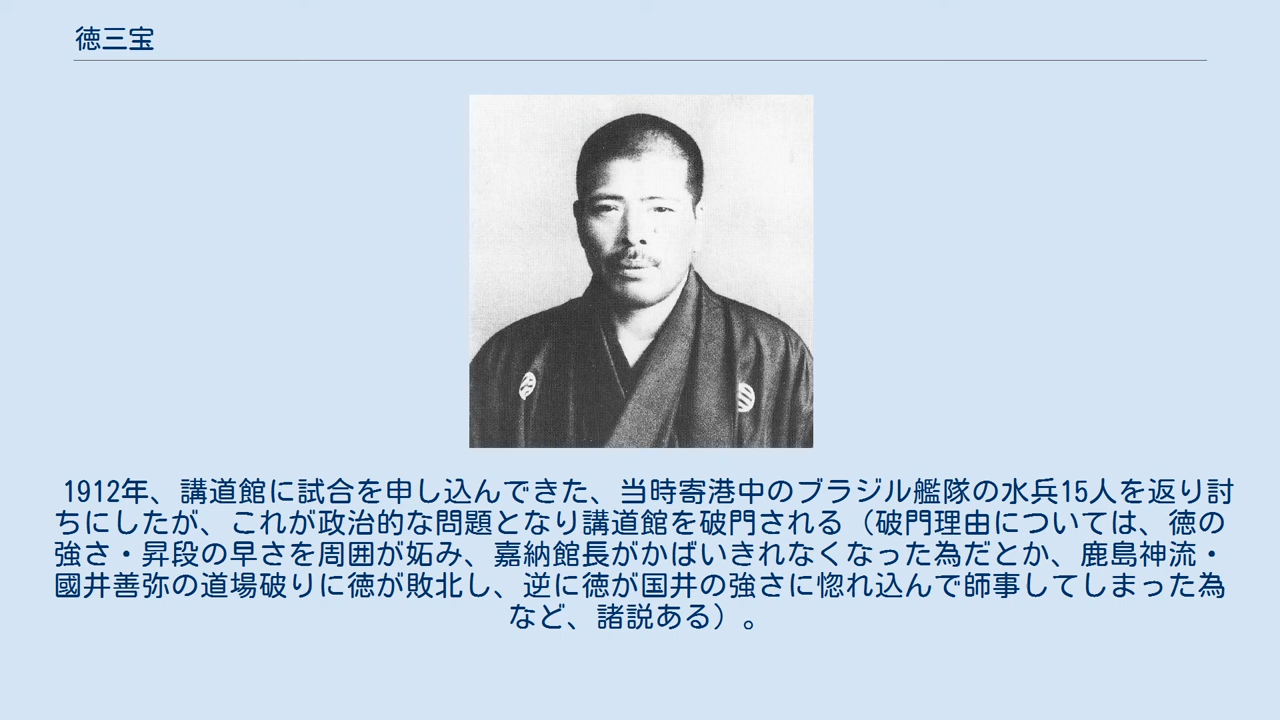 徳三宝
1912年、講道館に試合を申し込んできた、当時寄港中のブラジル艦隊の水兵15人を返り討
ちにしたが、これが政治的な問題となり講道館を破門される（破門理由については、徳の
強さ・昇段の早さを周囲が妬み、嘉納館長がかばいきれなくなった為だとか、鹿島神流・
國井善弥の道場破りに徳が敗北し、逆に徳が国井の強さに惚れ込んで師事してしまった為
など、諸説ある）。